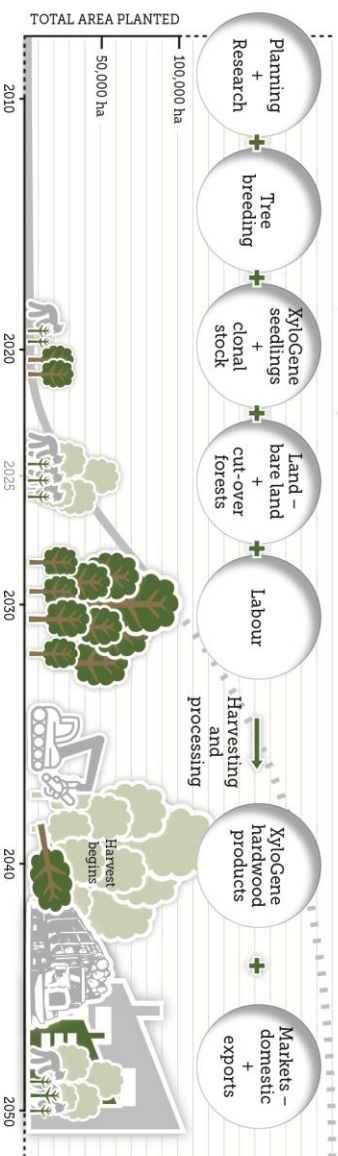 TOTAL AREA PLANTED
100,000 ha
50,000 ha
Planning
+
Research
+
Tree
breeding
+
XyloGene
seedlings
+
clonal
stock
+
Land –
bare land
+
cut-over
forests
+
Labour
Harvesting
and
processing
XyloGene
hardwood
products
+
Markets –
domestic
+
exports
Harvest
begins
2010
2020
2025
2030
2040
2050